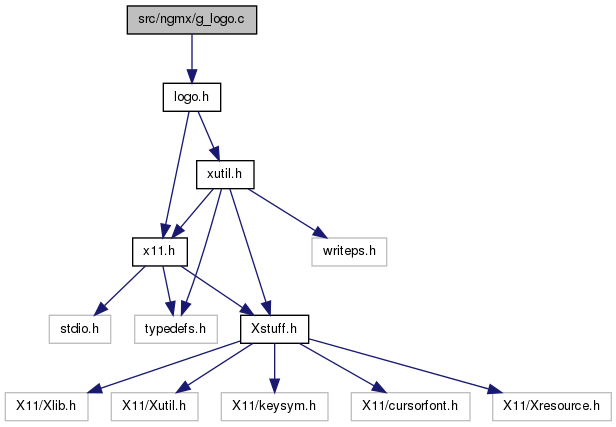 src/ngmx/g_logo.c
logo.h
xutil.h
x11.h
writeps.h
stdio.h
typedefs.h
Xstuff.h
X11/Xlib.h
X11/Xutil.h
X11/keysym.h
X11/cursorfont.h
X11/Xresource.h